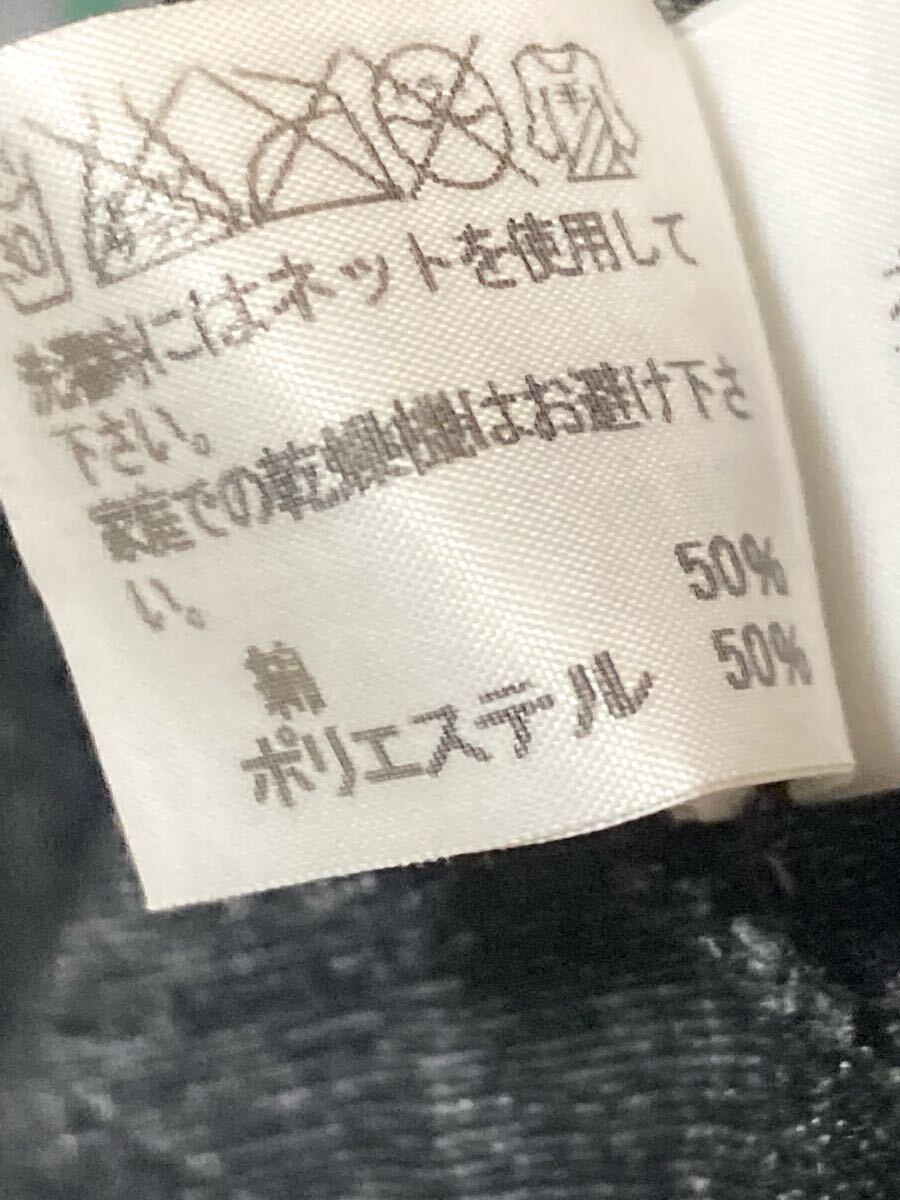 洗濯時にはネットを使用して
下さい。
家庭での乾燥機はお避け下さ
い。
綿 50%
ポリエステル 50%